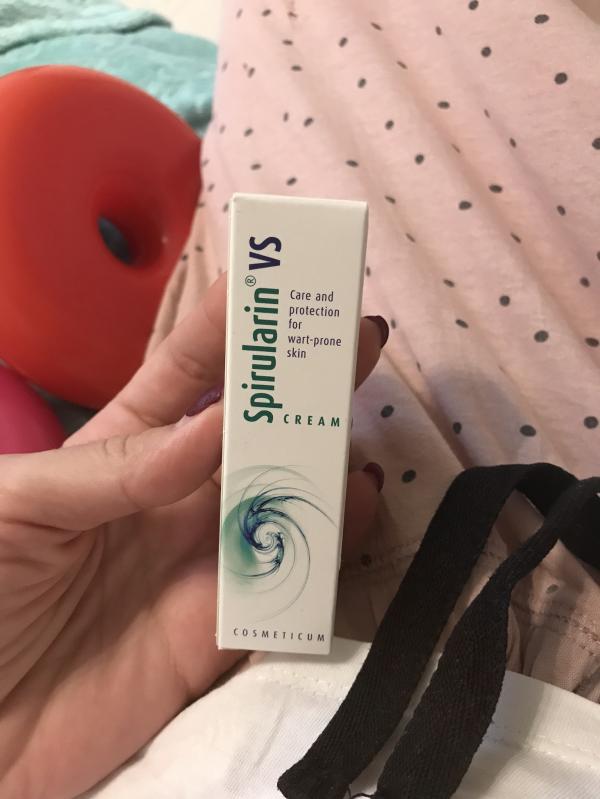 Spirularin® VS
Care and
protection
for
wart-prone
skin
CREAM
COSMETICUM